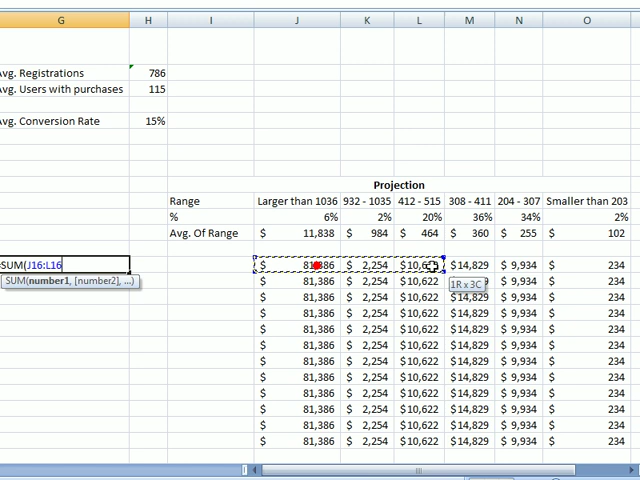 G H I J K L M N O
Avg. Registrations 786
Avg. Users with purchases 115
Avg. Conversion Rate 15%
Projection
Range Larger than 1036 932 - 1035 412 - 515 308 - 411 204 - 307 Smaller than 203
% 6% 2% 20% 36% 34% 2%
Avg. Of Range $ 11,838 $ 984 $ 464 $ 360 $ 255 $ 102
=SUM(J16:L16 $ $ 2,254 $14,829 $ 9,934 $ 234
SUM(number1, [number2], ...) $ 81,386 $ 2,254 $10,622 1R x 3C $ 9,934 $ 234
$ 81,386 $ 2,254 $10,622 $14,829 $ 9,934 $ 234
$ 81,386 $ 2,254 $10,622 $14,829 $ 9,934 $ 234
$ 81,386 $ 2,254 $10,622 $14,829 $ 9,934 $ 234
$ 81,386 $ 2,254 $10,622 $14,829 $ 9,934 $ 234
$ 81,386 $ 2,254 $10,622 $14,829 $ 9,934 $ 234
$ 81,386 $ 2,254 $10,622 $14,829 $ 9,934 $ 234
$ 81,386 $ 2,254 $10,622 $14,829 $ 9,934 $ 234
$ 81,386 $ 2,254 $10,622 $14,829 $ 9,934 $ 234
$ 81,386 $ 2,254 $10,622 $14,829 $ 9,934 $ 234
$ 81,386 $ 2,254 $10,622 $14,829 $ 9,934 $ 234